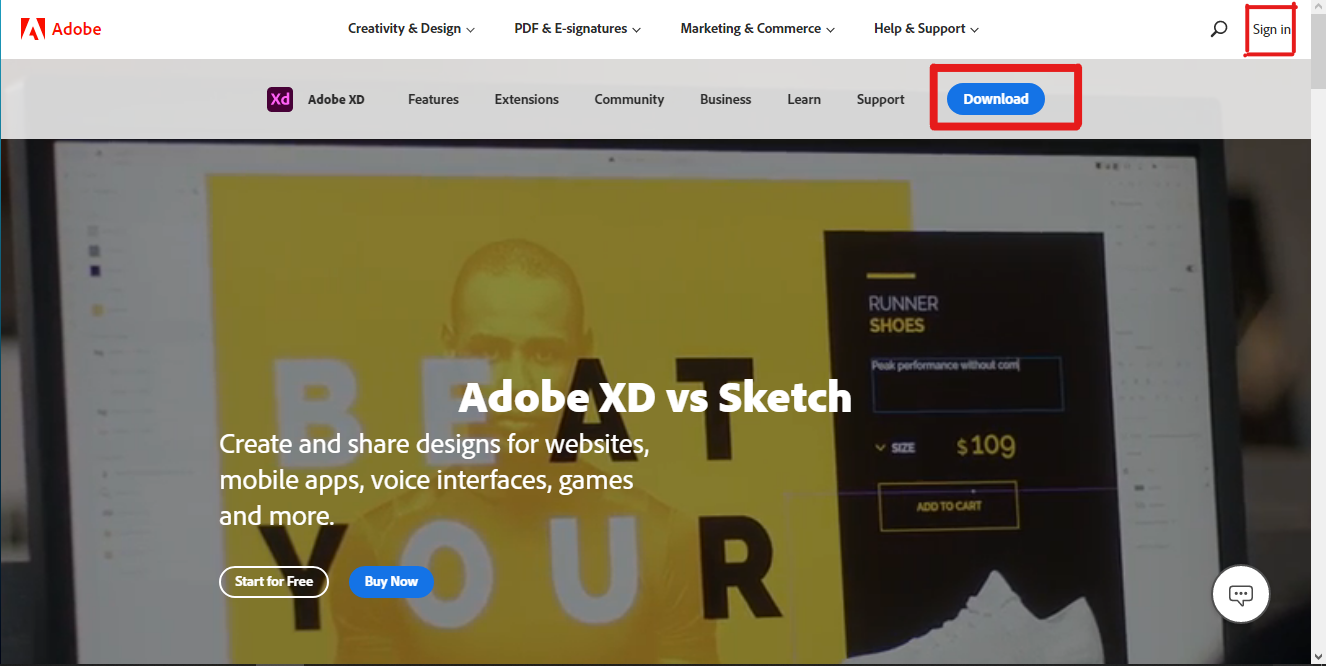 Adobe
Creativity & Design
PDF & E-signatures
Marketing & Commerce
Help & Support
Sign in
Xd
Adobe XD
Features
Extensions
Community
Business
Learn
Support
Download
BEAT
YOUR
RUNNER
SHOES
Peak performance without com
SIZE
$109
ADD TO CART
Adobe XD vs Sketch
Create and share designs for websites,
mobile apps, voice interfaces, games
and more.
Start for Free
Buy Now